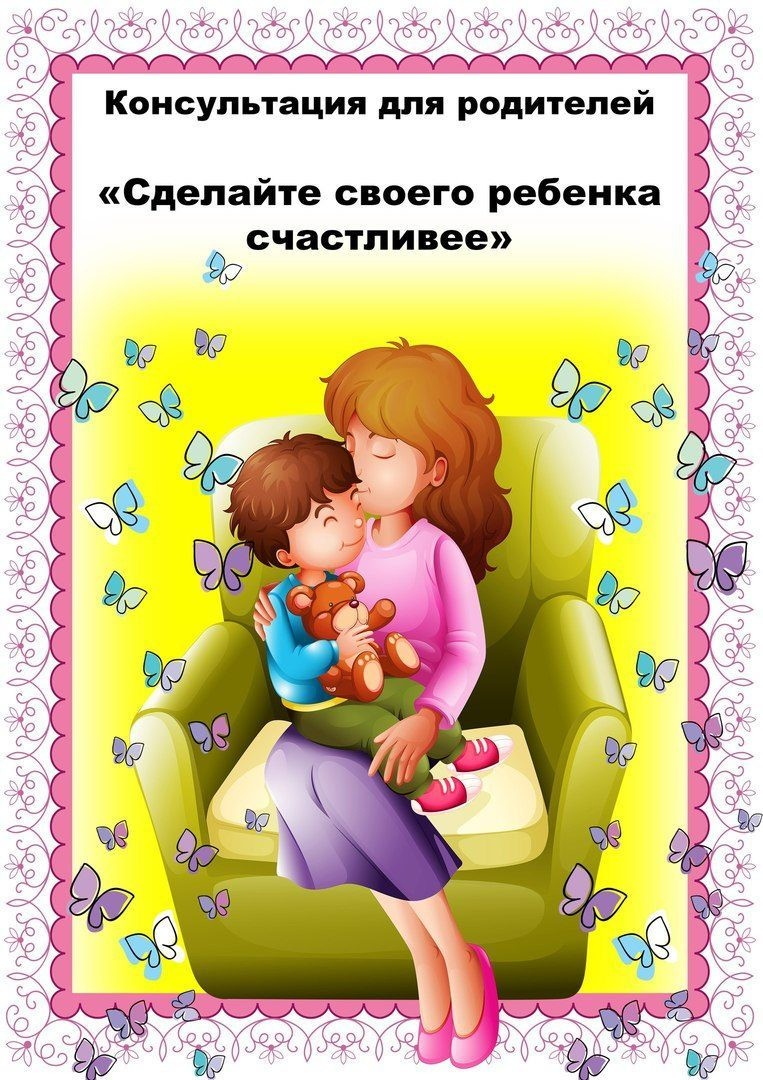 Консультация для родителей
«Сделайте своего ребенка
счастливее»